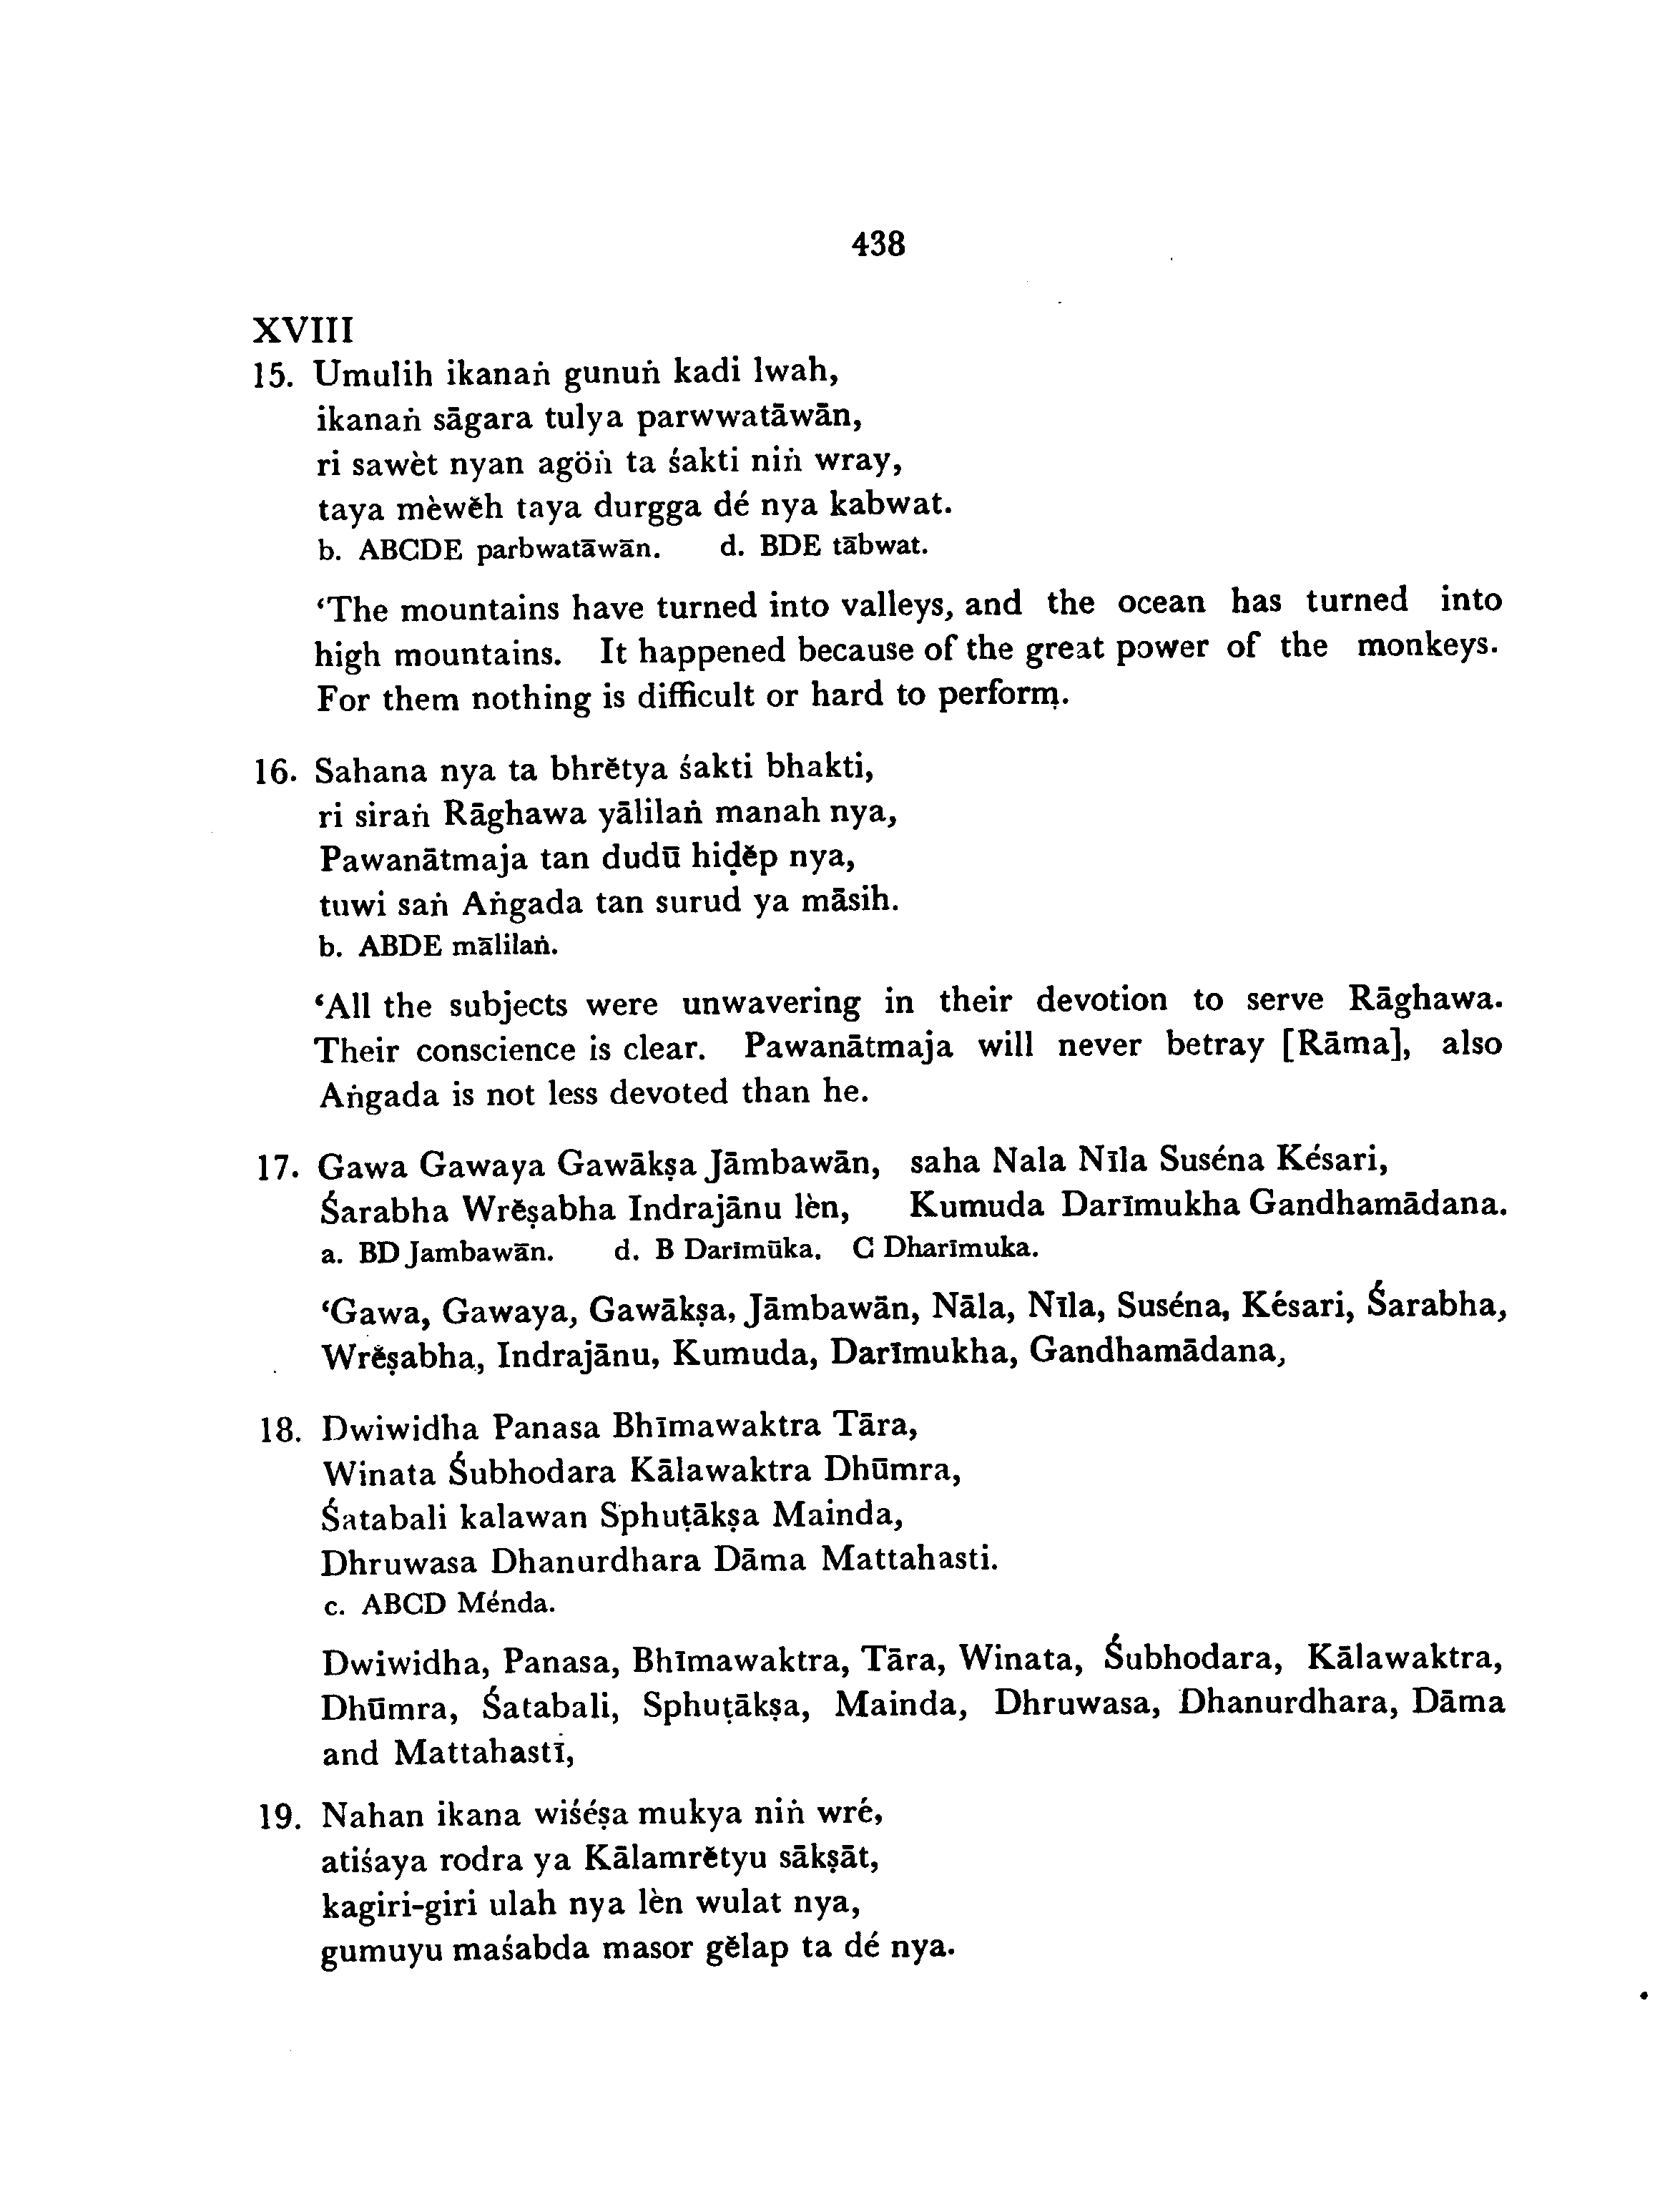 438
XVIII
15. Umulih ikanaṅ gunuṅ kadi lwah,
ikanaṅ sāgara tulya parwwatāwān,
ri sawèt nyan agöṅ ta śakti niṅ wray,
taya mèwĕh taya durgga dé nya kabwat.
b. ABCDE parbwatāwān. d. BDE tābwat.
‘The mountains have turned into valleys, and the ocean has turned into
high mountains. It happened because of the great power of the monkeys.
For them nothing is difficult or hard to perform.
16. Sahana nya ta bhrĕtya śakti bhakti,
ri siraṅ Rāghawa yālilaṅ manah nya,
Pawanātmaja tan dudū hiḍĕp nya,
tuwi saṅ Aṅgada tan surud ya māsih.
b. ABDE mālilaṅ.
‘All the subjects were unwavering in their devotion to serve Rāghawa.
Their conscience is clear. Pawanātmaja will never betray [Rāma], also
Aṅgada is not less devoted than he.
17. Gawa Gawaya Gawākṣa Jāmbawān, saha Nala Nīla Suséna Késari,
Śarabha Wrĕṣabha Indrajānu lèn, Kumuda Darīmukha Gandhamādana.
a. BD Jambawān. d. B Darimūka. C Dharīmuka.
‘Gawa, Gawaya, Gawākṣa, Jāmbawān, Nāla, Nīla, Suséna, Késari, Śarabha,
Wrĕṣabha, Indrajānu, Kumuda, Darīmukha, Gandhamādana,
18. Dwiwidha Panasa Bhīmawaktra Tāra,
Winata Śubhodara Kālawaktra Dhūmra,
Śatabali kalawan Sphuṭākṣa Mainda,
Dhruwasa Dhanurdhara Dāma Mattahasti.
c. ABCD Ménda.
Dwiwidha, Panasa, Bhīmawaktra, Tāra, Winata, Śubhodara, Kālawaktra,
Dhūmra, Śatabali, Sphuṭākṣa, Mainda, Dhruwasa, Dhanurdhara, Dāma
and Mattahastī,
19. Nahan ikana wiśéṣa mukya niṅ wré,
atiśaya rodra ya Kālamrĕtyu sākṣāt,
kagiri-giri ulah nya lèn wulat nya,
gumuyu maśabda masor gĕlap ta dé nya.